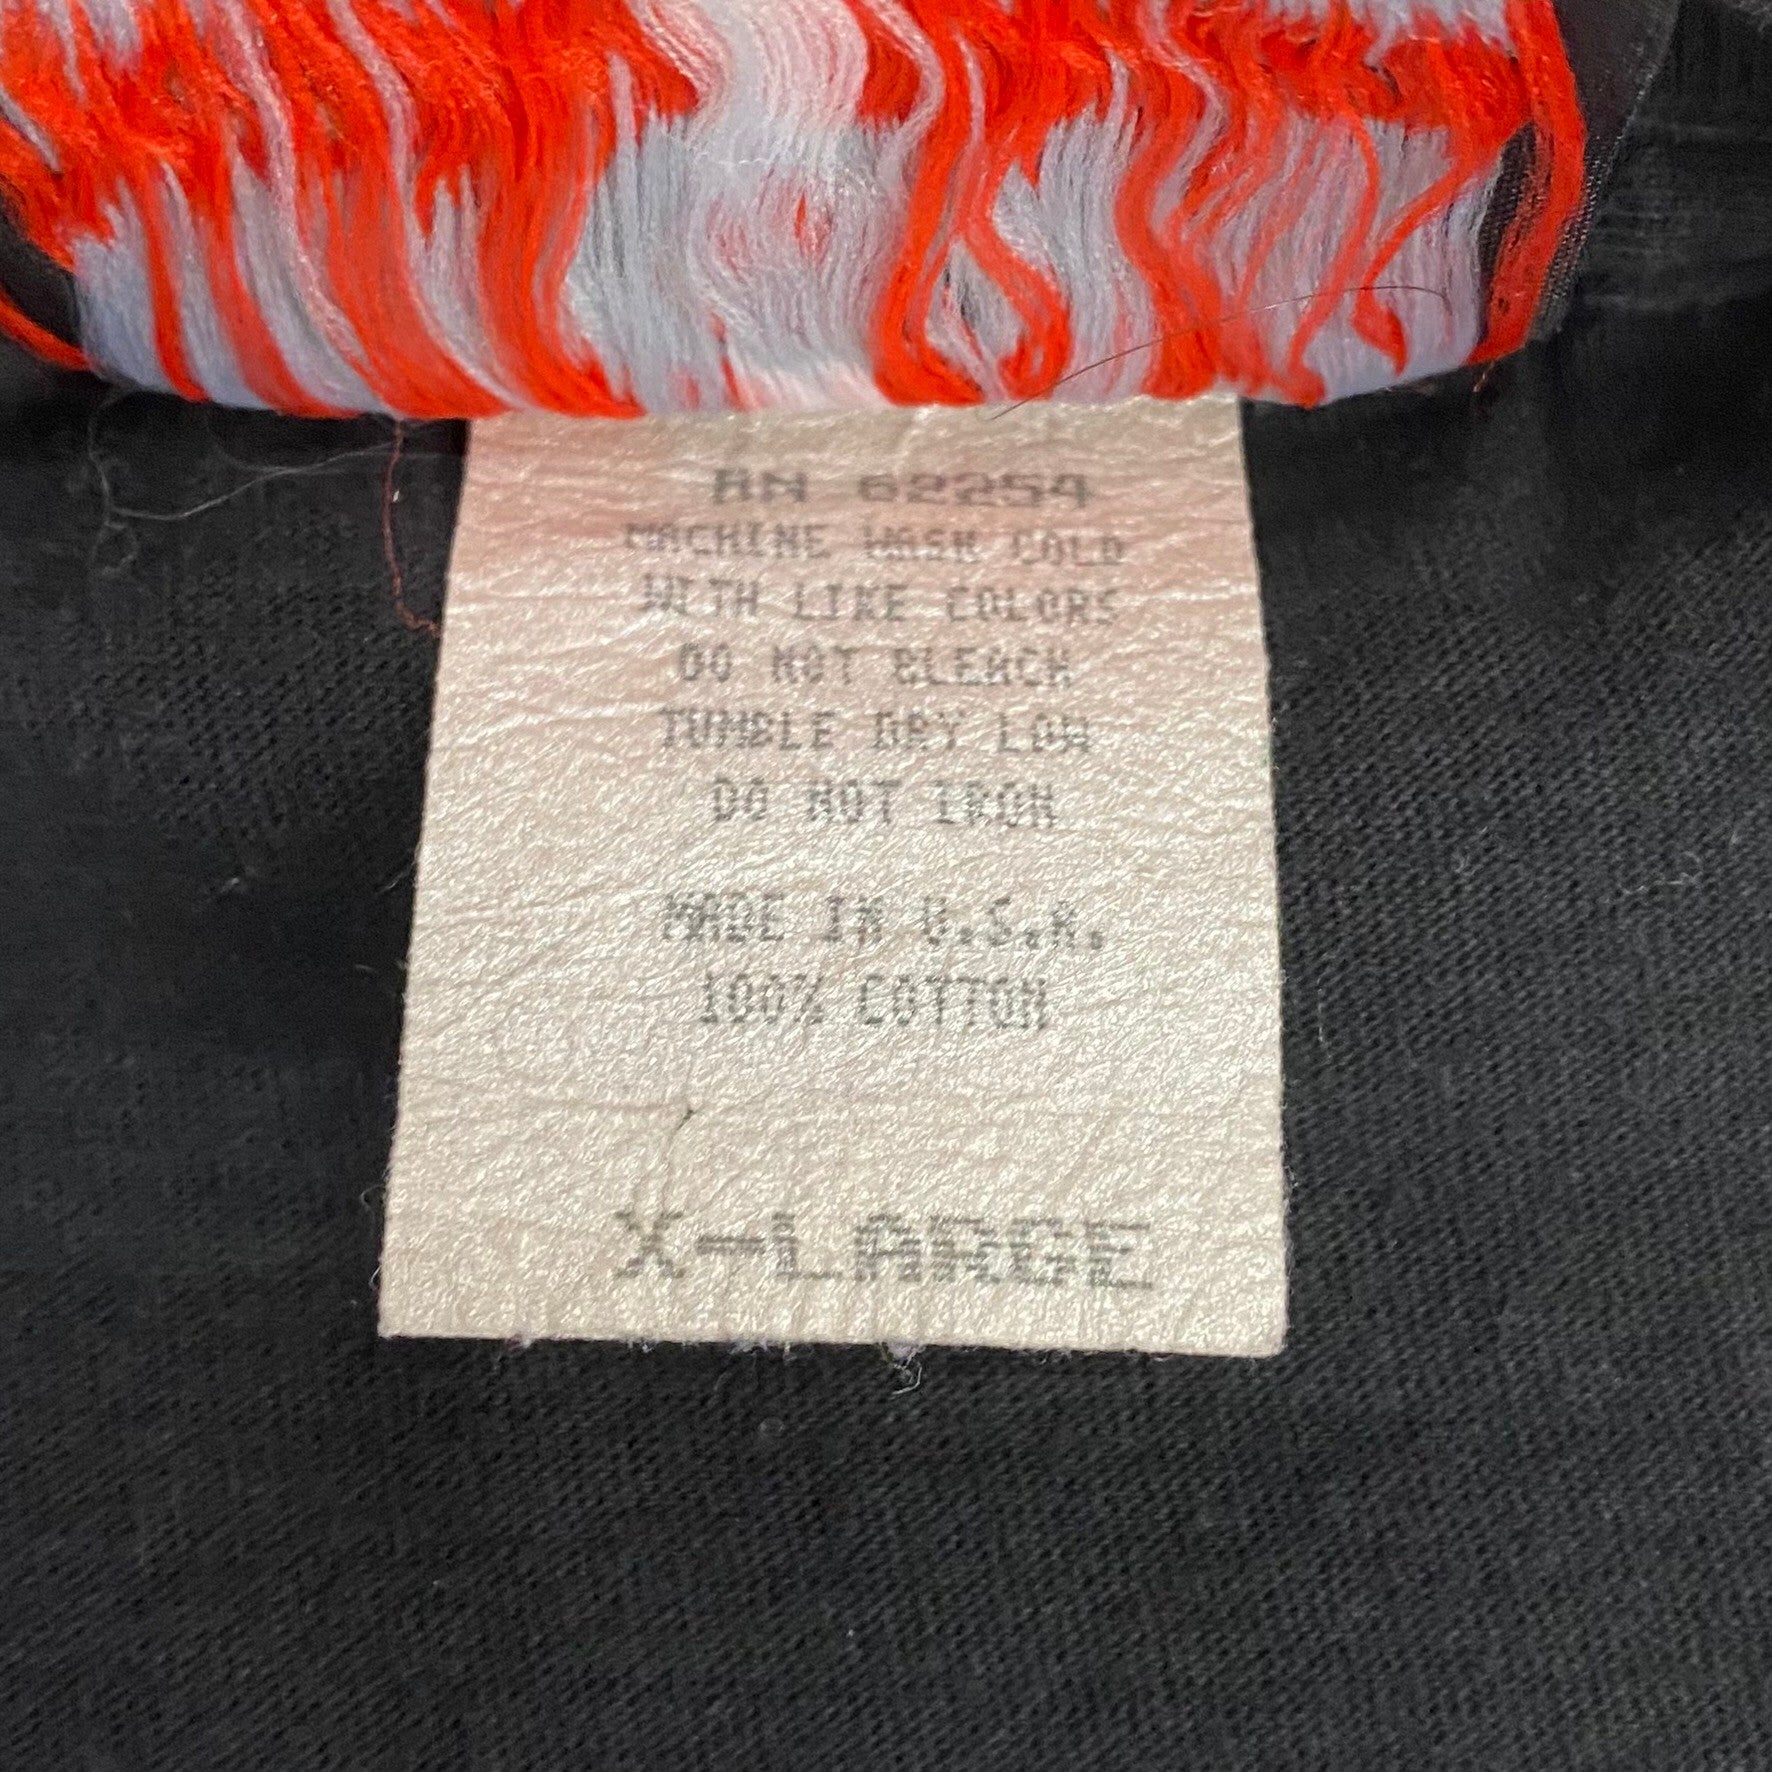 RN 62254
MACHINE WASH COLD
WITH LIKE COLORS
DO NOT BLEACH
TUMBLE DRY LOW
DO NOT IRON
MADE IN U.S.A.
100% COTTON
X-LARGE